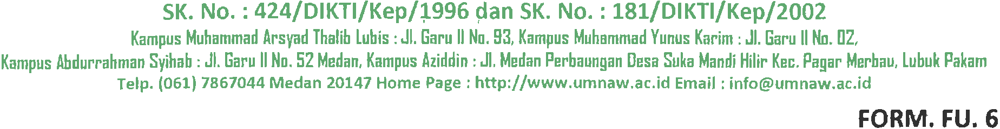 SK. No. : 424/DIKTI/Kep/1996 dan SK. No. : 181/DIKTI/Kep/2002
Kampus Muhammad Arsyad Thalib Lubis : Jl. Garu II No. 93, Kampus Muhammad Yunus Karim : Jl. Garu II No. 02,
Kampus Abdurrahman Syihab : Jl. Garu II No. 52 Medan, Kampus Aziddin : Jl. Medan Perbaungan Desa Suka Mandi Hilir Kec. Pagar Merbau, Lubuk Pakam
Telp. (061) 7867044 Medan 20147 Home Page : http://www.umnaw.ac.id Email : info@umnaw.ac.id
FORM. FU. 6